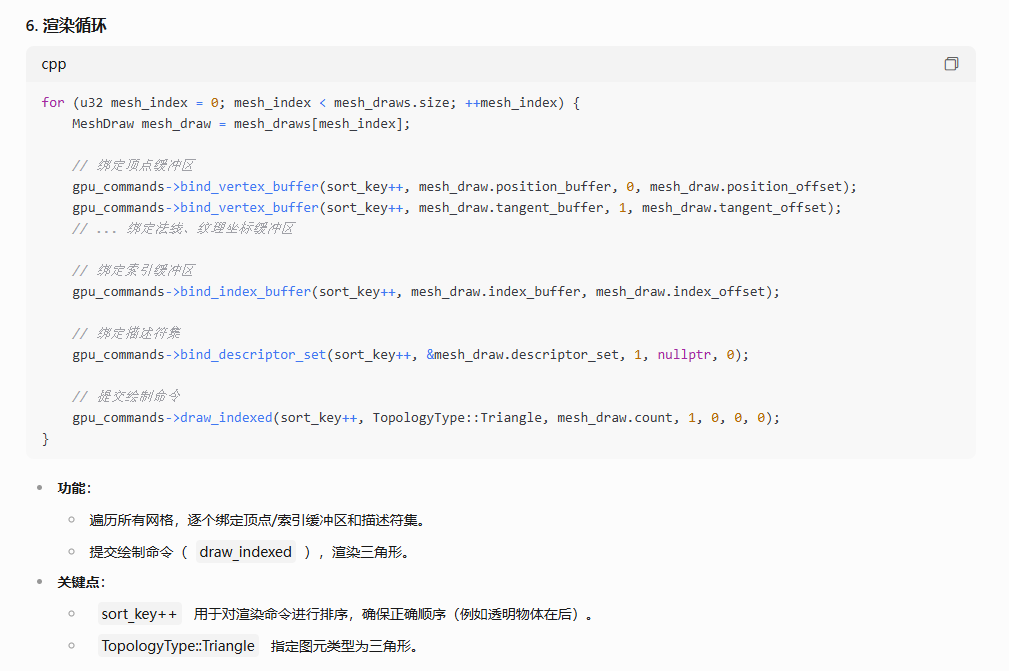 6. 渲染循环
cpp
for (u32 mesh_index = 0; mesh_index < mesh_draws.size; ++mesh_index) {
    MeshDraw mesh_draw = mesh_draws[mesh_index];
    // 绑定顶点缓冲区
    gpu_commands->bind_vertex_buffer(sort_key++, mesh_draw.position_buffer, 0, mesh_draw.position_offset);
    gpu_commands->bind_vertex_buffer(sort_key++, mesh_draw.tangent_buffer, 1, mesh_draw.tangent_offset);
    // ... 绑定法线、纹理坐标缓冲区
    // 绑定索引缓冲区
    gpu_commands->bind_index_buffer(sort_key++, mesh_draw.index_buffer, mesh_draw.index_offset);
    // 绑定描述符集
    gpu_commands->bind_descriptor_set(sort_key++, &mesh_draw.descriptor_set, 1, nullptr, 0);
    // 提交绘制命令
    gpu_commands->draw_indexed(sort_key++, TopologyType::Triangle, mesh_draw.count, 1, 0, 0, 0);
}
功能：
遍历所有网格，逐个绑定顶点/索引缓冲区和描述符集。
提交绘制命令（ draw_indexed ），渲染三角形。
关键点：
sort_key++ 用于对渲染命令进行排序，确保正确顺序（例如透明物体在后）。
TopologyType::Triangle 指定图元类型为三角形。